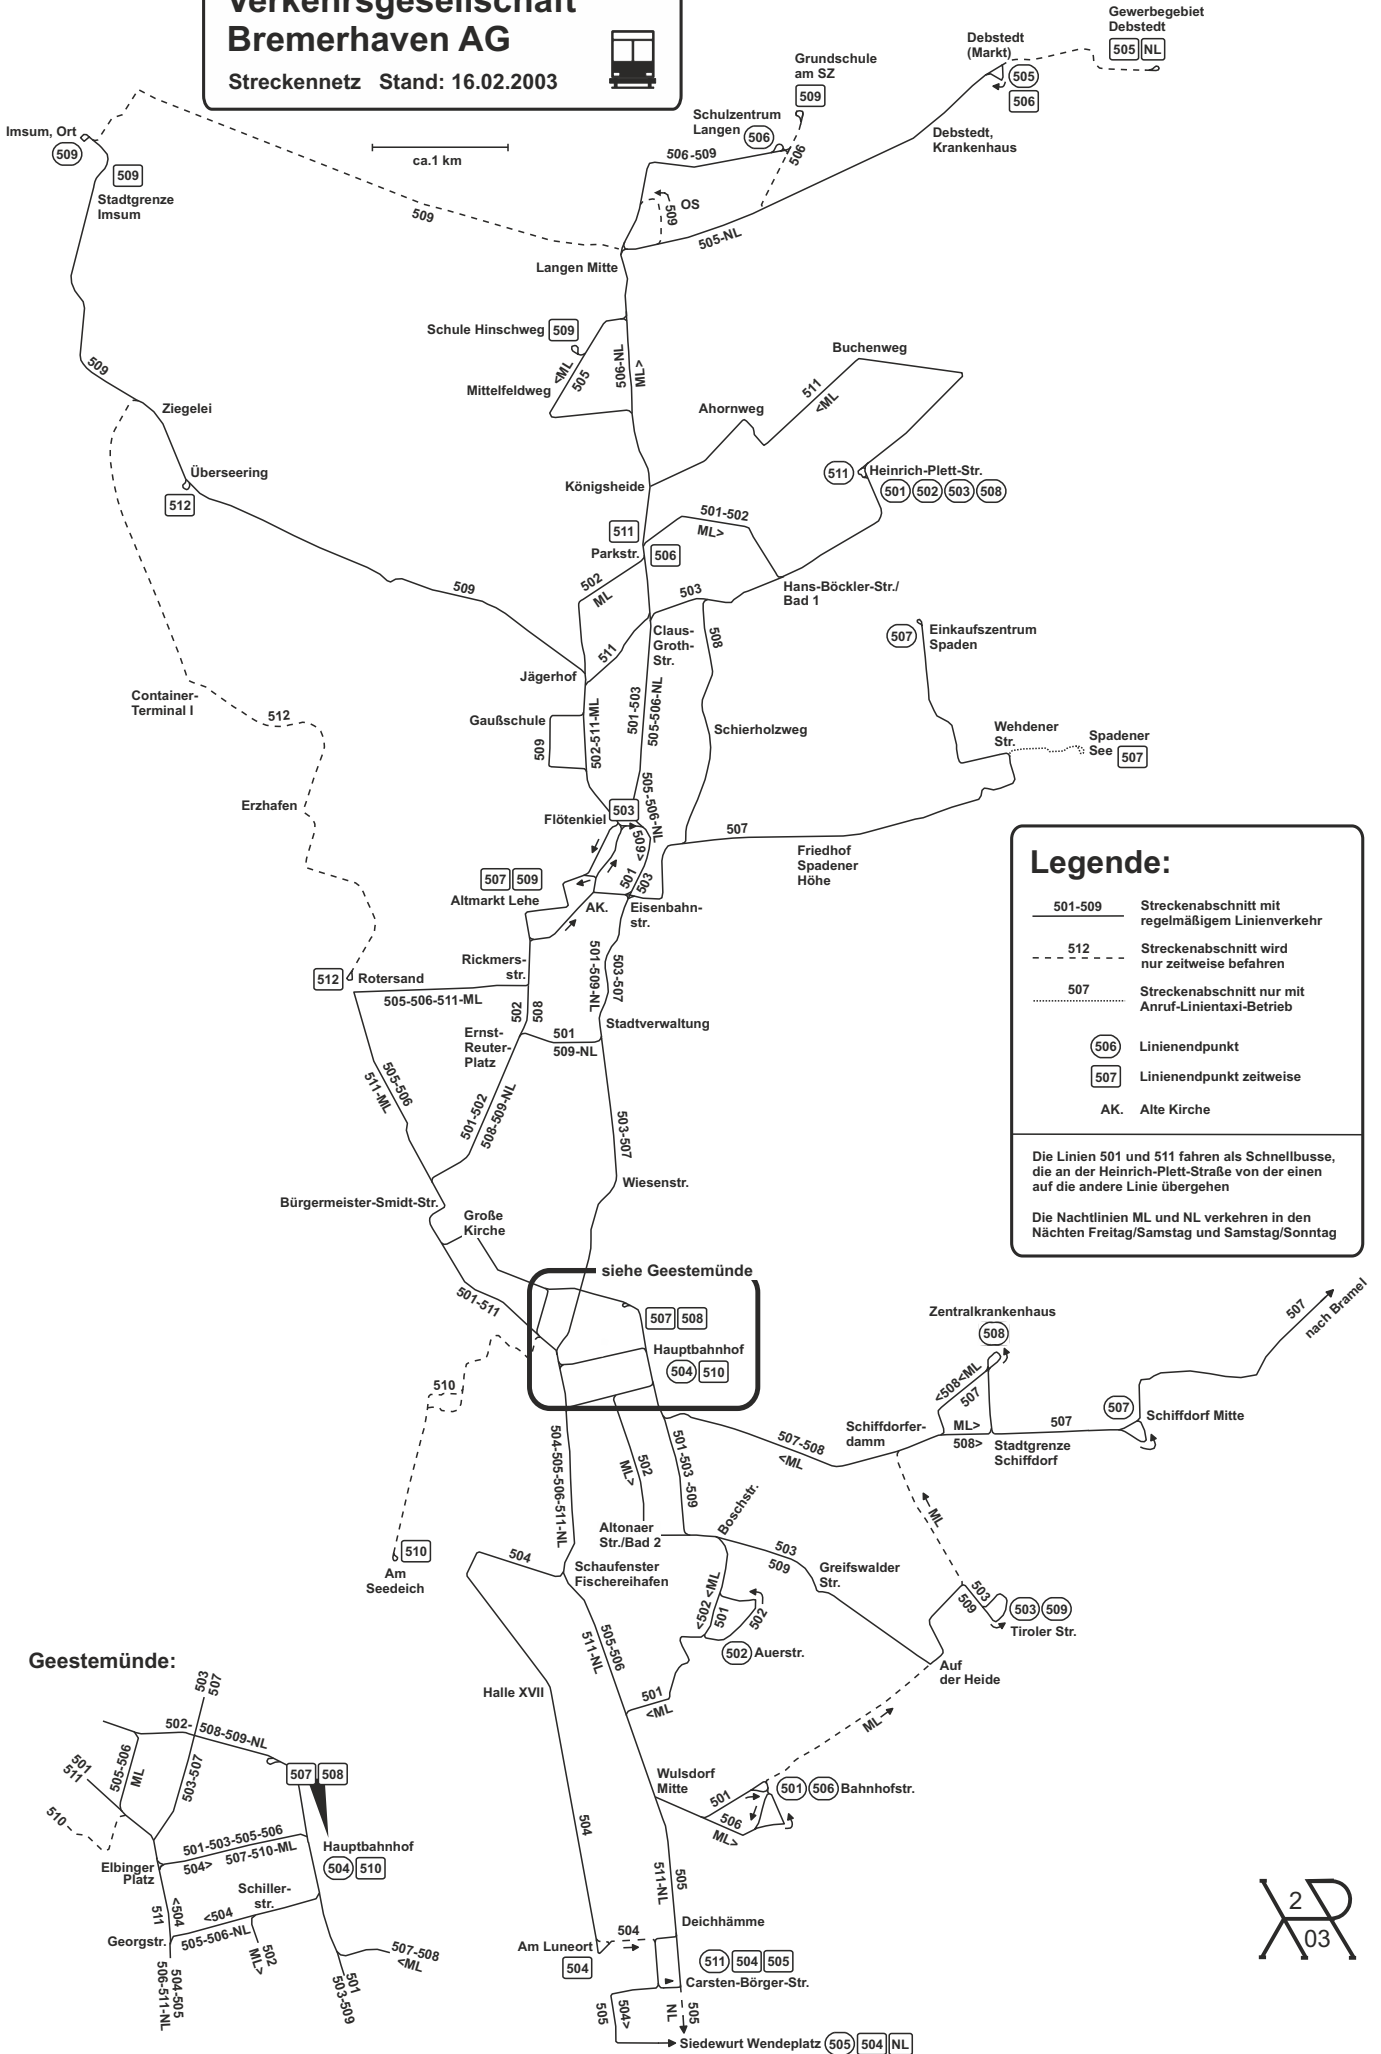 Verkehrsgesellschaft
Bremerhaven AG
Streckennetz Stand: 16.02.2003
Gewerbegebiet
Debstedt
505 NL
Debstedt
(Markt)
505
506
Grundschule
am SZ
509
Schulzentrum
Langen 506
506
506-509
Debstedt,
Krankenhaus
Imsum, Ort
509
509
Stadtgrenze
Imsum
ca.1 km
509
OS
509
505-NL
Langen Mitte
Schule Hinschweg 509
<ML
505
506-NL
ML>
Mittelfeldweg
Buchenweg
511
<ML
Ahornweg
509
Ziegelei
Überseering
512
Königsheide
511 Heinrich-Plett-Str.
501 502 503 508
501-502
ML>
511
Parkstr. 506
502
ML
503
Hans-Böckler-Str./
Bad 1
509
Claus-
Groth-
Str.
508
511
Jägerhof
507 Einkaufszentrum
Spaden
Container-
Terminal I
512
Gaußschule
509
502-511-ML
501-503
505-506-NL
Schierholzweg
Wehdener
Str.
Spadener
See 507
Erzhafen
503
Flötenkiel
505-506-NL
509>
507
Friedhof
Spadener
Höhe
507 509
Altmarkt Lehe
501
503
AK.
Eisenbahn-
str.
Rickmers-
str.
501-509-NL
503-507
512 Rotersand
505-506-511-ML
502
508
Stadtverwaltung
Ernst-
Reuter-
Platz
501
509-NL
505-506
511-ML
501-502
508-509-NL
503-507
Wiesenstr.
Bürgermeister-Smidt-Str.
Große
Kirche
501-511
siehe Geestemünde
507 508
Hauptbahnhof
504 510
Legende:
501-509 Streckenabschnitt mit
regelmäßigem Linienverkehr
512 Streckenabschnitt wird
nur zeitweise befahren
507 Streckenabschnitt nur mit
Anruf-Linientaxi-Betrieb
506 Linienendpunkt
507 Linienendpunkt zeitweise
AK. Alte Kirche
Die Linien 501 und 511 fahren als Schnellbusse,
die an der Heinrich-Plett-Straße von der einen
auf die andere Linie übergehen
Die Nachtlinien ML und NL verkehren in den
Nächten Freitag/Samstag und Samstag/Sonntag
507
nach Bramel
Zentralkrankenhaus
508
<508<ML
507
507
Schiffdorf Mitte
Schiffdorfer-
damm
ML>
508>
507
Stadtgrenze
Schiffdorf
507-508
<ML
510
504-505-506-511-NL
502
ML>
501-503-509
Boschstr.
Altonaer
Str./Bad 2
ML
510
Am
Seedeich
504
Schaufenster
Fischereihafen
503
509
Greifswalder
Str.
<502 <ML
501
502
502 Auerstr.
503
509
503 509
Tiroler Str.
505-506
511-NL
Halle XVII
501
<ML
Auf
der Heide
ML
Wulsdorf
Mitte
501
506
ML>
501 506 Bahnhofstr.
504
505
511-NL
Deichhämme
504
Am Luneort
504
511 504 505
Carsten-Börger-Str.
505
504>
NL
505
Siedewurt Wendeplatz 505 504 NL
Geestemünde:
503
507
502-508-509-NL
501
511
505-506
ML
503-507
507 508
510
501-503-505-506
504> 507-510-ML
Hauptbahnhof
504 510
Elbinger
Platz
Schiller-
str.
511
<504
<504
Georgstr.
505-506-NL
502
ML>
507-508
<ML
504-505
506-511-NL
501
503-509
2
03